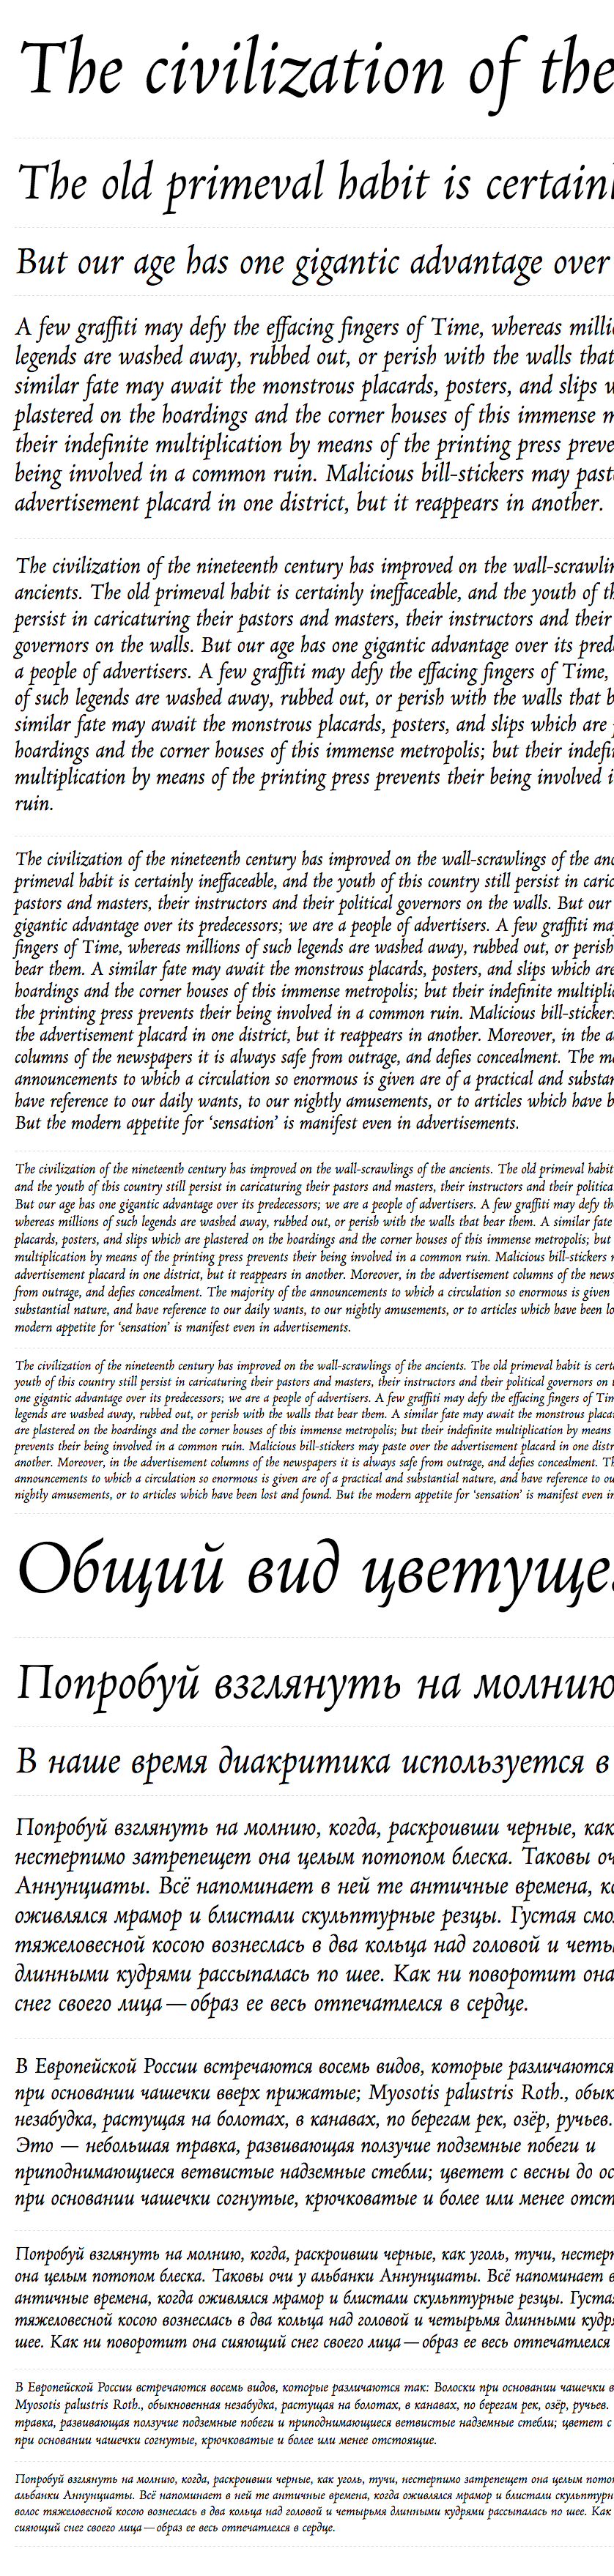 The civilization of the
The old primeval habit is certainl
But our age has one gigantic advantage over
A few graffiti may defy the effacing fingers of Time, whereas milli
legends are washed away, rubbed out, or perish with the walls that
similar fate may await the monstrous placards, posters, and slips w
plastered on the hoardings and the corner houses of this immense m
their indefinite multiplication by means of the printing press preve
being involved in a common ruin. Malicious bill-stickers may past
advertisement placard in one district, but it reappears in another.
The civilization of the nineteenth century has improved on the wall-scrawlin
ancients. The old primeval habit is certainly ineffaceable, and the youth of th
persist in caricaturing their pastors and masters, their instructors and their
governors on the walls. But our age has one gigantic advantage over its pred
a people of advertisers. A few graffiti may defy the effacing fingers of Time,
of such legends are washed away, rubbed out, or perish with the walls that b
similar fate may await the monstrous placards, posters, and slips which are
hoardings and the corner houses of this immense metropolis; but their indefi
multiplication by means of the printing press prevents their being involved i
ruin.
The civilization of the nineteenth century has improved on the wall-scrawlings of the anc
primeval habit is certainly ineffaceable, and the youth of this country still persist in caric
pastors and masters, their instructors and their political governors on the walls. But our
gigantic advantage over its predecessors; we are a people of advertisers. A few graffiti ma
fingers of Time, whereas millions of such legends are washed away, rubbed out, or perish
bear them. A similar fate may await the monstrous placards, posters, and slips which are
hoardings and the corner houses of this immense metropolis; but their indefinite multiplic
the printing press prevents their being involved in a common ruin. Malicious bill-stickers
the advertisement placard in one district, but it reappears in another. Moreover, in the a
columns of the newspapers it is always safe from outrage, and defies concealment. The ma
announcements to which a circulation so enormous is given are of a practical and substan
have reference to our daily wants, to our nightly amusements, or to articles which have b
But the modern appetite for ‘sensation’ is manifest even in advertisements.
The civilization of the nineteenth century has improved on the wall-scrawlings of the ancients. The old primeval habit
and the youth of this country still persist in caricaturing their pastors and masters, their instructors and their politica
But our age has one gigantic advantage over its predecessors; we are a people of advertisers. A few graffiti may defy the
whereas millions of such legends are washed away, rubbed out, or perish with the walls that bear them. A similar fate
placards, posters, and slips which are plastered on the hoardings and the corner houses of this immense metropolis; but
multiplication by means of the printing press prevents their being involved in a common ruin. Malicious bill-stickers
advertisement placard in one district, but it reappears in another. Moreover, in the advertisement columns of the news
from outrage, and defies concealment. The majority of the announcements to which a circulation so enormous is given
substantial nature, and have reference to our daily wants, to our nightly amusements, or to articles which have been lo
modern appetite for ‘sensation’ is manifest even in advertisements.
The civilization of the nineteenth century has improved on the wall-scrawlings of the ancients. The old primeval habit is certa
youth of this country still persist in caricaturing their pastors and masters, their instructors and their political governors on
one gigantic advantage over its predecessors; we are a people of advertisers. A few graffiti may defy the effacing fingers of Tim
legends are washed away, rubbed out, or perish with the walls that bear them. A similar fate may await the monstrous placar
are plastered on the hoardings and the corner houses of this immense metropolis; but their indefinite multiplication by means
prevents their being involved in a common ruin. Malicious bill-stickers may paste over the advertisement placard in one distr
another. Moreover, in the advertisement columns of the newspapers it is always safe from outrage, and defies concealment. Th
announcements to which a circulation so enormous is given are of a practical and substantial nature, and have reference to ou
nightly amusements, or to articles which have been lost and found. But the modern appetite for ‘sensation’ is manifest even in
Общий вид цветуще
Попробуй взглянуть на молнию
В наше время диакритика используется в
Попробуй взглянуть на молнию, когда, раскроивши черные, как
нестерпимо затрепещет она целым потопом блеска. Таковы оч
Аннунциаты. Всё напоминает в ней те античные времена, ко
оживлялся мрамор и блистали скульптурные резцы. Густая смо
тяжеловесной косою вознеслась в два кольца над головой и четы
длинными кудрями рассыпалась по шее. Как ни поворотит она
снег своего лица — образ ее весь отпечатлелся в сердце.
В Европейской России встречаются восемь видов, которые различаются
при основании чашечки вверх прижатые; Myosotis palustris Roth., обык
незабудка, растущая на болотах, в канавах, по берегам рек, озёр, ручьев.
Это — небольшая травка, развивающая ползучие подземные побеги и
приподнимающиеся ветвистые надземные стебли; цветет с весны до ос
при основании чашечки согнутые, крючковатые и более или менее отст
Попробуй взглянуть на молнию, когда, раскроивши черные, как уголь, тучи, нестерп
она целым потопом блеска. Таковы очи у альбанки Аннунциаты. Всё напоминает в
античные времена, когда оживлялся мрамор и блистали скульптурные резцы. Густа
тяжеловесной косою вознеслась в два кольца над головой и четырьмя длинными кудр
шее. Как ни поворотит она сияющий снег своего лица — образ ее весь отпечатлелся
В Европейской России встречаются восемь видов, которые различаются так: Волоски при основании чашечки в
Myosotis palustris Roth., обыкновенная незабудка, растущая на болотах, в канавах, по берегам рек, озёр, ручьев.
травка, развивающая ползучие подземные побеги и приподнимающиеся ветвистые надземные стебли; цветет с
при основании чашечки согнутые, крючковатые и более или менее отстоящие.
Попробуй взглянуть на молнию, когда, раскроивши черные, как уголь, тучи, нестерпимо затрепещет она целым потоп
альбанки Аннунциаты. Всё напоминает в ней те античные времена, когда оживлялся мрамор и блистали скульптурн
волос тяжеловесной косою вознеслась в два кольца над головой и четырьмя длинными кудрями рассыпалась по шее. Как
сияющий снег своего лица — образ ее весь отпечатлелся в сердце.